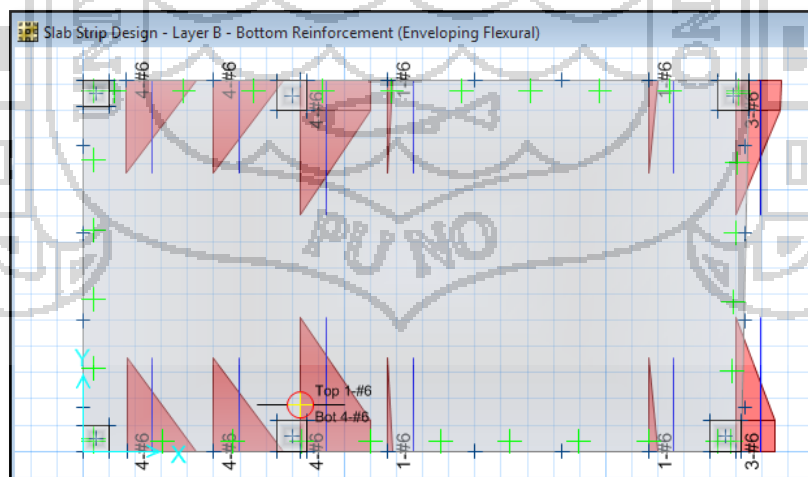 Slab Strip Design - Layer B - Bottom Reinforcement (Enveloping Flexural)
4-#6
4-#6
4-#6
1-#6
1-#6
3-#6
PUNO
Top 1-#6
Bot 4-#6
Y
X
4-#6
4-#6
4-#6
1-#6
1-#6
3-#6